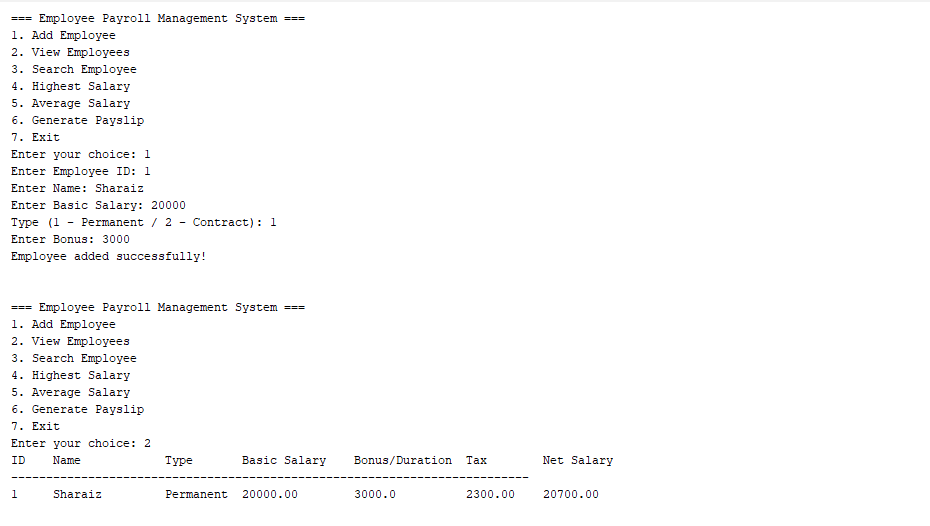 === Employee Payroll Management System ===
1. Add Employee
2. View Employees
3. Search Employee
4. Highest Salary
5. Average Salary
6. Generate Payslip
7. Exit
Enter your choice: 1
Enter Employee ID: 1
Enter Name: Sharaiz
Enter Basic Salary: 20000
Type (1 - Permanent / 2 - Contract): 1
Enter Bonus: 3000
Employee added successfully!

=== Employee Payroll Management System ===
1. Add Employee
2. View Employees
3. Search Employee
4. Highest Salary
5. Average Salary
6. Generate Payslip
7. Exit
Enter your choice: 2
ID    Name            Type       Basic Salary    Bonus/Duration  Tax        Net Salary
--------------------------------------------------------------------------
1     Sharaiz         Permanent  20000.00        3000.0          2300.00    20700.00